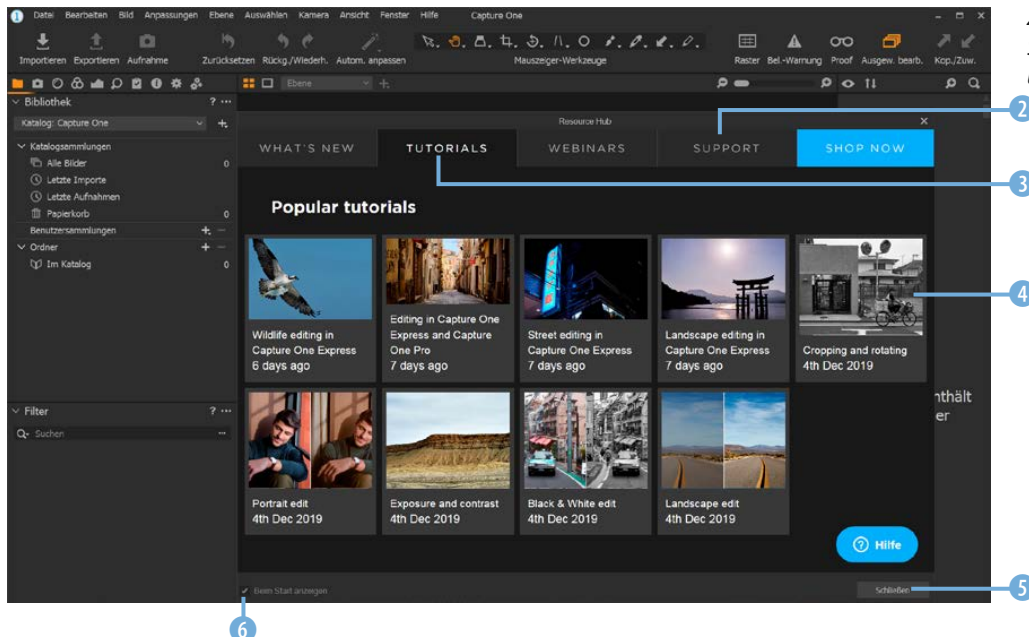 Datei Bearbeiten Bild Anpassungen Ebene Auswählen Kamera Ansicht Fenster Hilfe Capture One
Importieren Exportieren Aufnahme Zurücksetzen Rückg./Wiederh. Autom. anpassen Mauszeiger-Werkzeuge Raster Bel.-Warnung Proof Ausgew. bearb. Kop./Zuw.
Ebene
Bibliothek
Katalog: Capture One
Katalogsammlungen
Alle Bilder 0
Letzte Importe
Letzte Aufnahmen
Papierkorb 0
Benutzersammlungen
Ordner
Im Katalog 0
Filter
Suchen
Resource Hub
WHAT'S NEW TUTORIALS WEBINARS SUPPORT SHOP NOW
Popular tutorials
Wildlife editing in
Capture One Express
6 days ago
Editing in Capture One
Express and Capture
One Pro
7 days ago
Street editing in
Capture One Express
7 days ago
Landscape editing in
Capture One Express
7 days ago
Cropping and rotating
4th Dec 2019
Portrait edit
4th Dec 2019
Exposure and contrast
4th Dec 2019
Black & White edit
4th Dec 2019
Landscape edit
4th Dec 2019
Hilfe
Beim Start anzeigen
Schließen
nthält
er
2
3
4
5
6